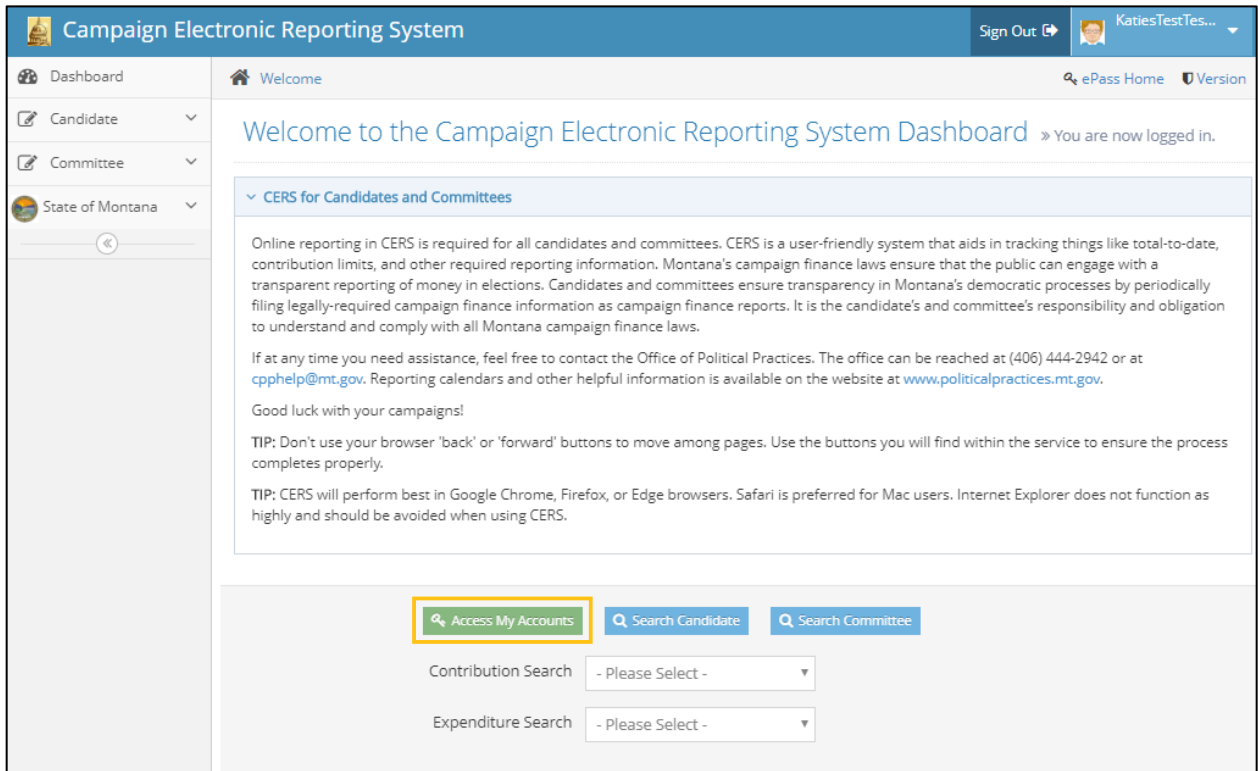 Campaign Electronic Reporting System
Sign Out
KatiesTestTes...
Dashboard
Candidate
Committee
State of Montana
Welcome
ePass Home
Version
Welcome to the Campaign Electronic Reporting System Dashboard » You are now logged in.
CERS for Candidates and Committees
Online reporting in CERS is required for all candidates and committees. CERS is a user-friendly system that aids in tracking things like total-to-date,
contribution limits, and other required reporting information. Montana's campaign finance laws ensure that the public can engage with a
transparent reporting of money in elections. Candidates and committees ensure transparency in Montana's democratic processes by periodically
filing legally-required campaign finance information as campaign finance reports. It is the candidate's and committee's responsibility and obligation
to understand and comply with all Montana campaign finance laws.
If at any time you need assistance, feel free to contact the Office of Political Practices. The office can be reached at (406) 444-2942 or at
cpphelp@mt.gov. Reporting calendars and other helpful information is available on the website at www.politicalpractices.mt.gov.
Good luck with your campaigns!
TIP: Don't use your browser 'back' or 'forward' buttons to move among pages. Use the buttons you will find within the service to ensure the process
completes properly.
TIP: CERS will perform best in Google Chrome, Firefox, or Edge browsers. Safari is preferred for Mac users. Internet Explorer does not function as
highly and should be avoided when using CERS.
Access My Accounts
Search Candidate
Search Committee
Contribution Search
- Please Select -
Expenditure Search
- Please Select -